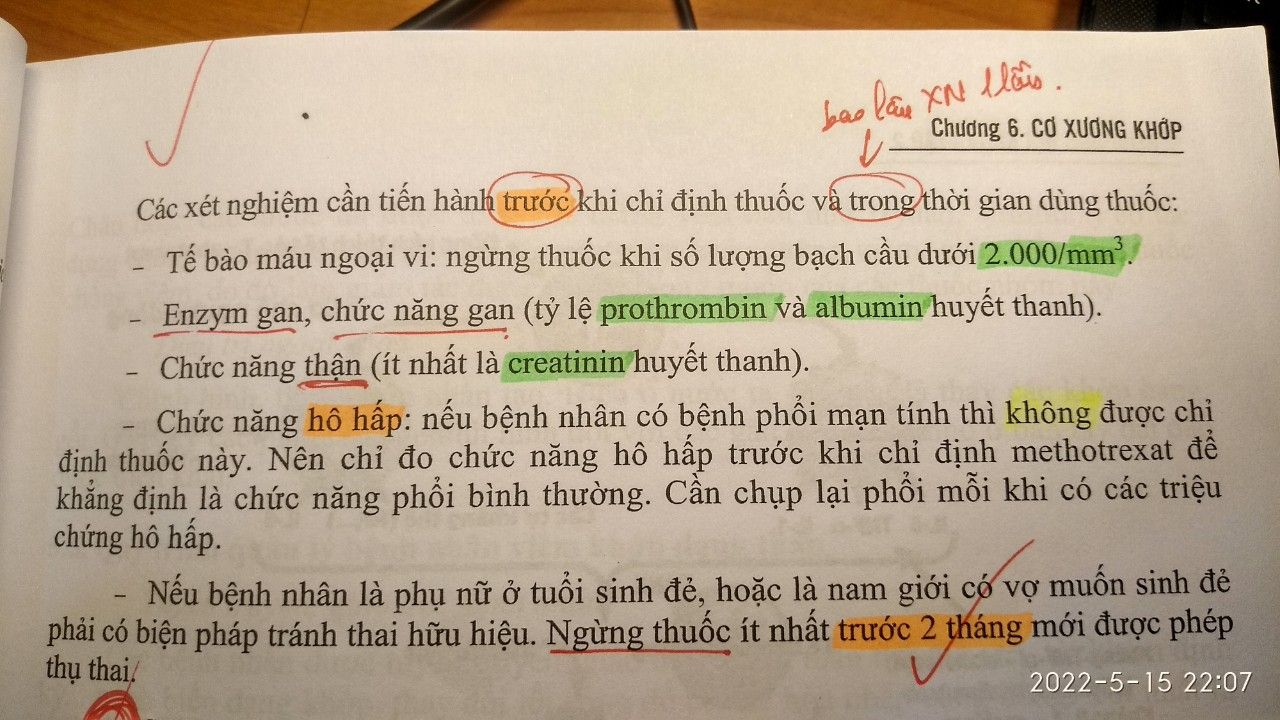 bao lâu XN 1 lần.
Chương 6. CƠ XƯƠNG KHỚP
Các xét nghiệm cần tiến hành trước khi chỉ định thuốc và trong thời gian dùng thuốc:
- Tế bào máu ngoại vi: ngừng thuốc khi số lượng bạch cầu dưới 2.000/mm³.
- Enzym gan, chức năng gan (tỷ lệ prothrombin và albumin huyết thanh).
- Chức năng thận (ít nhất là creatinin huyết thanh).
- Chức năng hô hấp: nếu bệnh nhân có bệnh phổi mạn tính thì không được chỉ
định thuốc này. Nên chỉ đo chức năng hô hấp trước khi chỉ định methotrexat để
khẳng định là chức năng phổi bình thường. Cần chụp lại phổi mỗi khi có các triệu
chứng hô hấp.
- Nếu bệnh nhân là phụ nữ ở tuổi sinh đẻ, hoặc là nam giới có vợ muốn sinh đẻ
phải có biện pháp tránh thai hữu hiệu. Ngừng thuốc ít nhất trước 2 tháng mới được phép
thụ thai.
2022-5-15 22:07